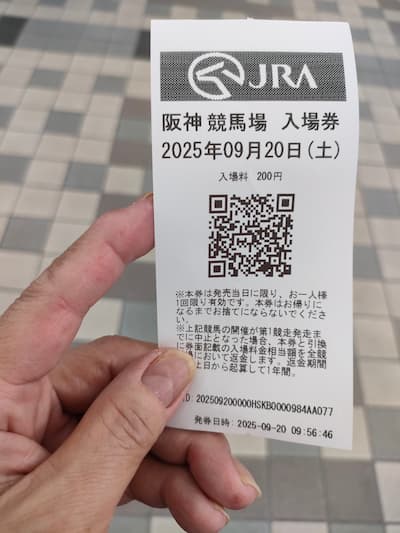 JRA
阪神 競馬場 入場券
2025年09月20日(土)
入場料 200円
※本券は発売当日に限り、お一人様
1回限り有効です。本券はお帰りに
なるまでお捨てにならないでくださ
い。
※上記競馬の開催が第1競走発走ま
でに中止となった場合、本券と引換
に券面記載の入場料金相当額を全競
において返金します。返金期間
上日から起算して1年間。
ID: 202509200000HSKB0000984AA077
発券日時: 2025-09-20 09:56:46